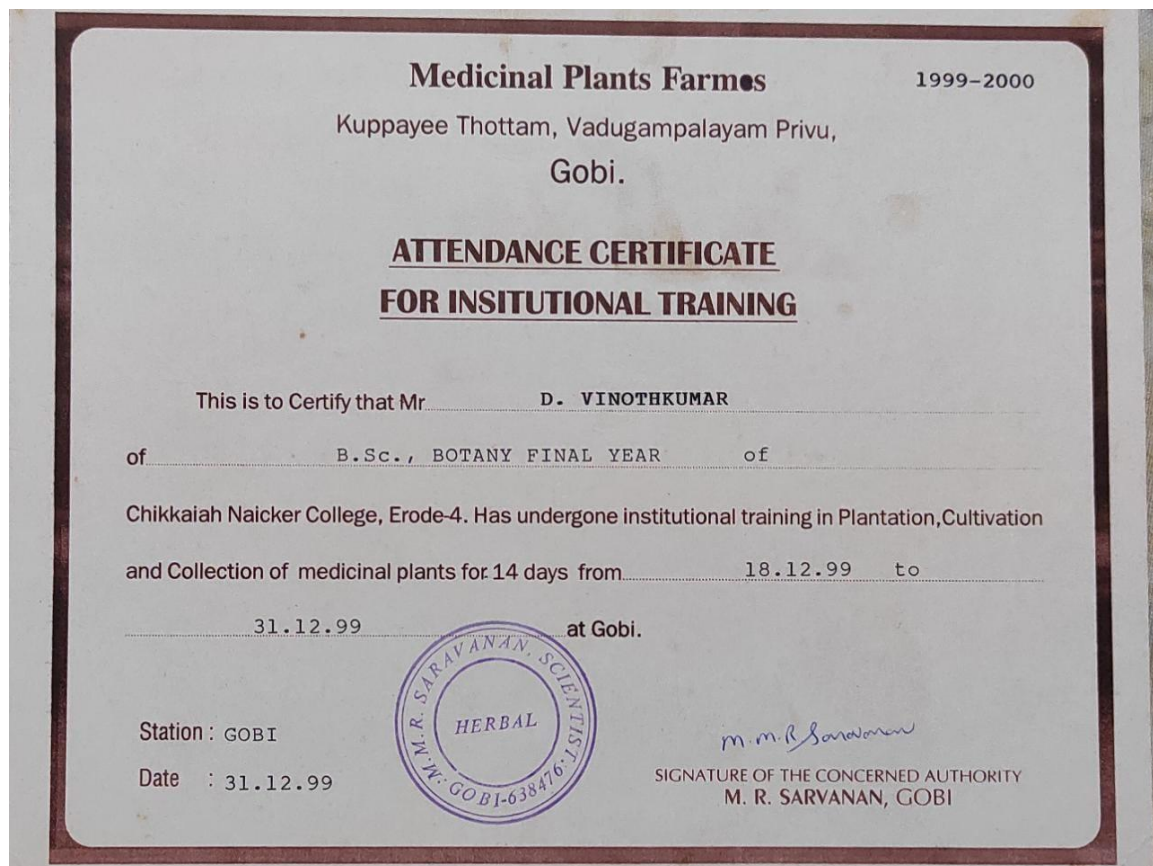 Medicinal Plants Farmes
1999-2000
Kuppayee Thottam, Vadugampalayam Privu,
Gobi.
ATTENDANCE CERTIFICATE
FOR INSITUTIONAL TRAINING
This is to Certify that Mr D. VINOTHKUMAR
of B.Sc., BOTANY FINAL YEAR of
Chikkaiah Naicker College, Erode-4. Has undergone institutional training in Plantation,Cultivation
and Collection of medicinal plants for 14 days from 18.12.99 to
31.12.99 at Gobi.
M.M.R. SARAVANAN, SCIENTIST:
HERBAL
GOBI-638476:
Station : GOBI
Date : 31.12.99
M.M.R Saravanan
SIGNATURE OF THE CONCERNED AUTHORITY
M. R. SARVANAN, GOBI